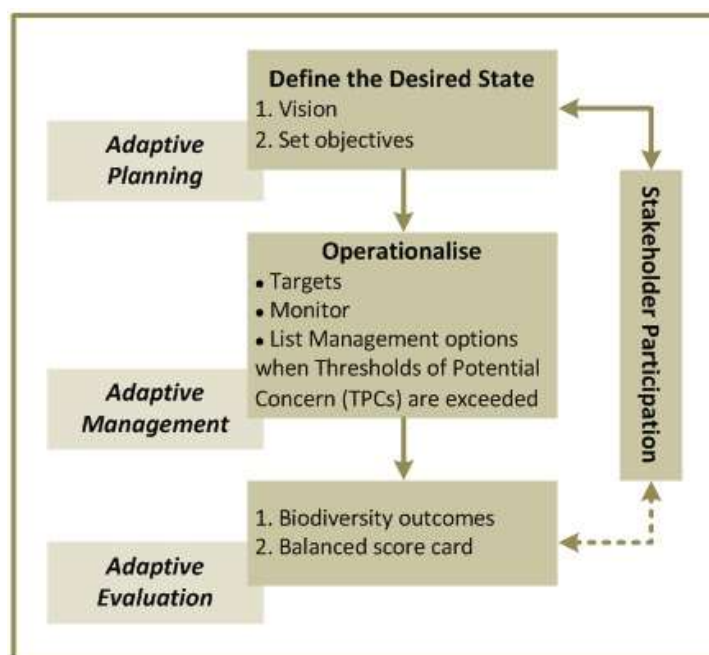 Define the Desired State
1. Vision
2. Set objectives
Adaptive
Planning
Operationalise
• Targets
• Monitor
• List Management options
when Thresholds of Potential
Concern (TPCs) are exceeded
Adaptive
Management
1. Biodiversity outcomes
2. Balanced score card
Adaptive
Evaluation
Stakeholder Participation